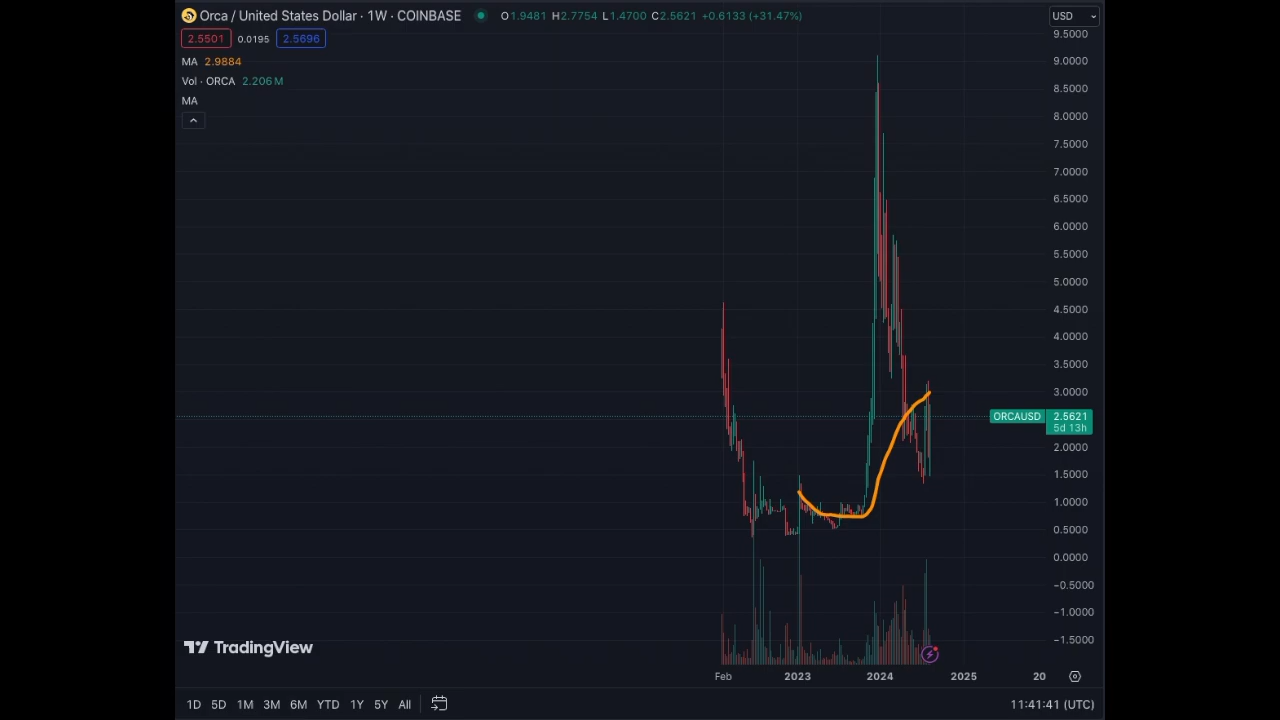 Orca / United States Dollar · 1W · COINBASE O1.9481 H2.7754 L1.4700 C2.5621 +0.6133 (+31.47%)
USD
2.5501 0.0195 2.5696
MA 2.9884
Vol · ORCA 2.206 M
MA
9.5000
9.0000
8.5000
8.0000
7.5000
7.0000
6.5000
6.0000
5.5000
5.0000
4.5000
4.0000
3.5000
3.0000
ORCAUSD 2.5621
5d 13h
2.0000
1.5000
1.0000
0.5000
0.0000
−0.5000
−1.0000
−1.5000
TradingView
Feb 2023 2024 2025 20
1D 5D 1M 3M 6M YTD 1Y 5Y All 11:41:41 (UTC)